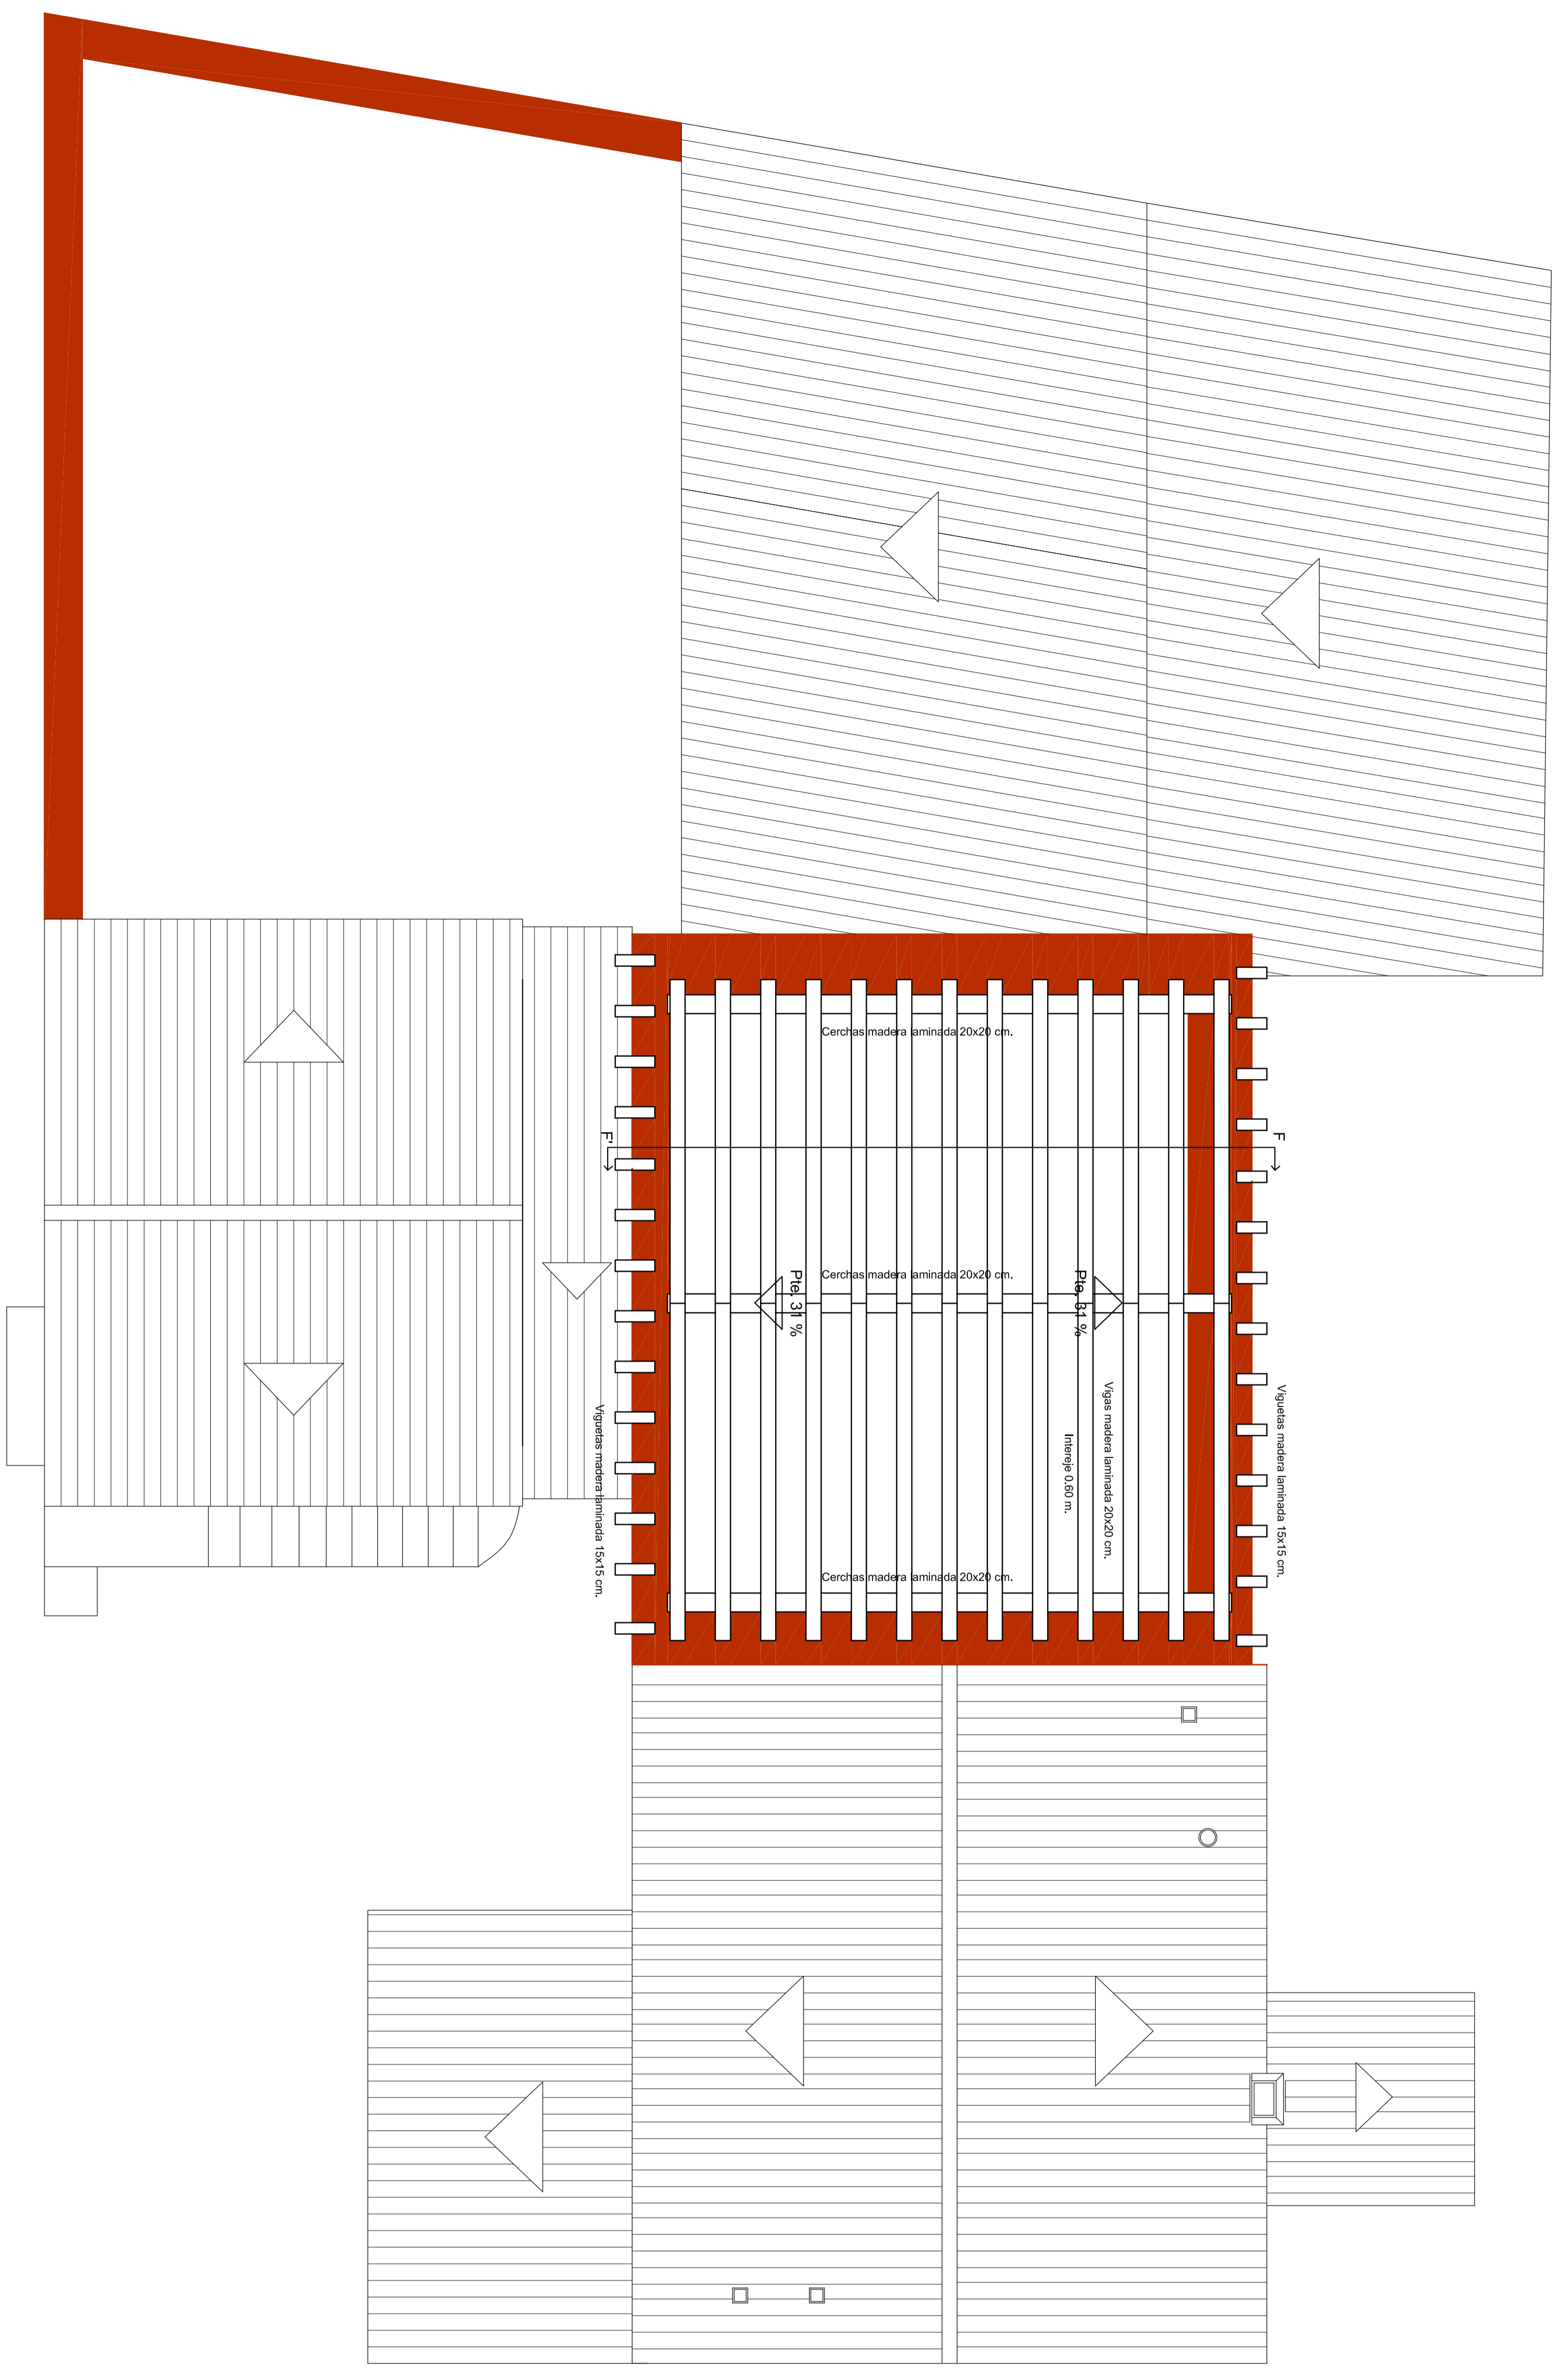 Cerchas madera laminada 20x20 cm.
F'
F
Cerchas madera laminada 20x20 cm.
Pte. 31 %
Pte. 31 %
Vigas madera laminada 20x20 cm.
Intereje 0.60 m.
Viguetas madera laminada 15x15 cm.
Viguetas madera laminada 15x15 cm.
Cerchas madera laminada 20x20 cm.